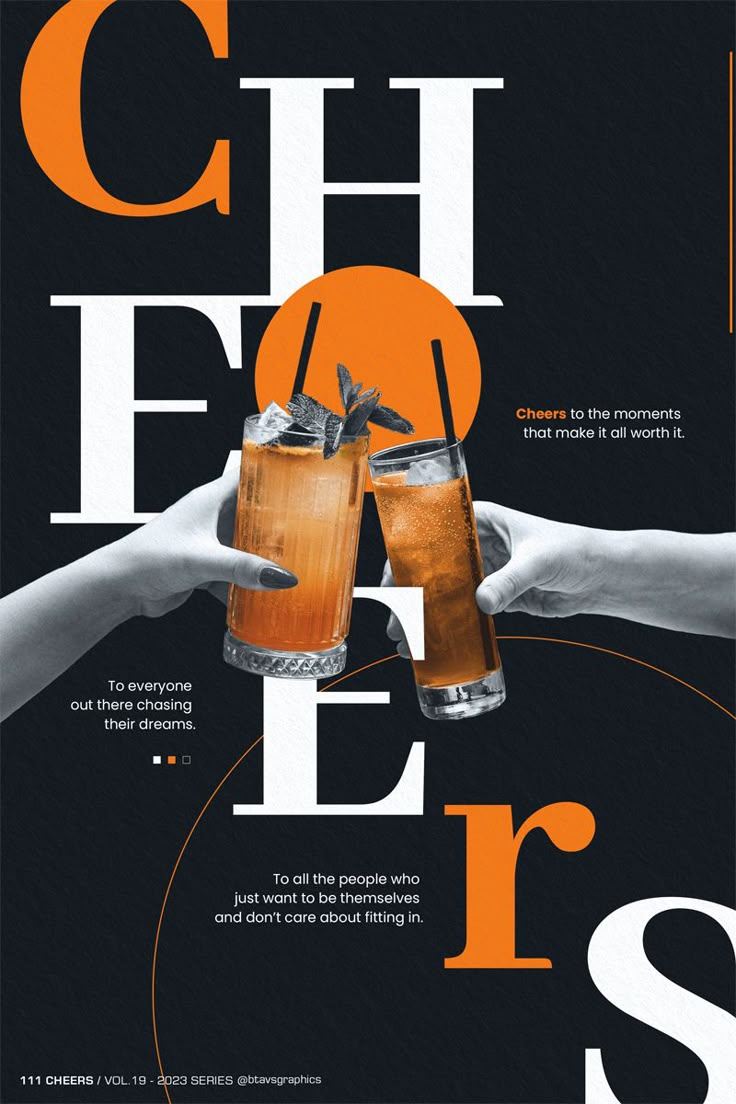 C
H
E
E
r
S
Cheers to the moments
that make it all worth it.
To everyone
out there chasing
their dreams.
To all the people who
just want to be themselves
and don't care about fitting in.
111 CHEERS / VOL.19 - 2023 SERIES @btavsgraphics